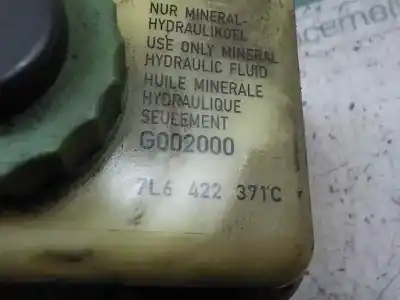 NUR MINERAL-
HYDRAULIKOEL
USE ONLY MINERAL
HYDRAULIC FLUID
HUILE MINERALE
HYDRAULIQUE
SEULEMENT
G002000
7L6 422 371C